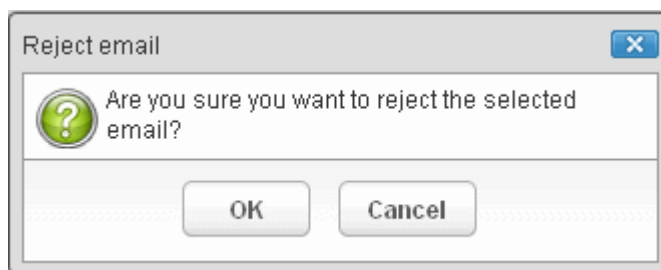 Reject email
Are you sure you want to reject the selected
email?
OK
Cancel